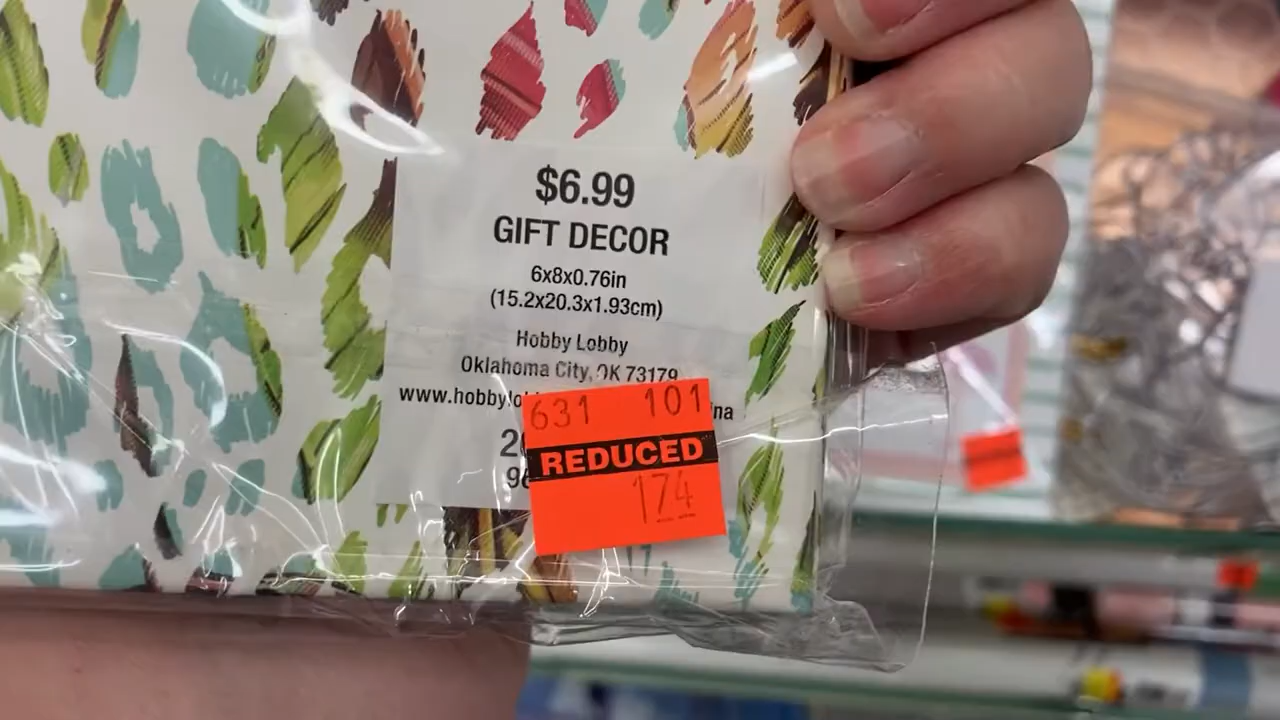 $6.99
GIFT DECOR
6x8x0.76in
(15.2x20.3x1.93cm)
Hobby Lobby
Oklahoma City, OK 73179
631 101
REDUCED
174